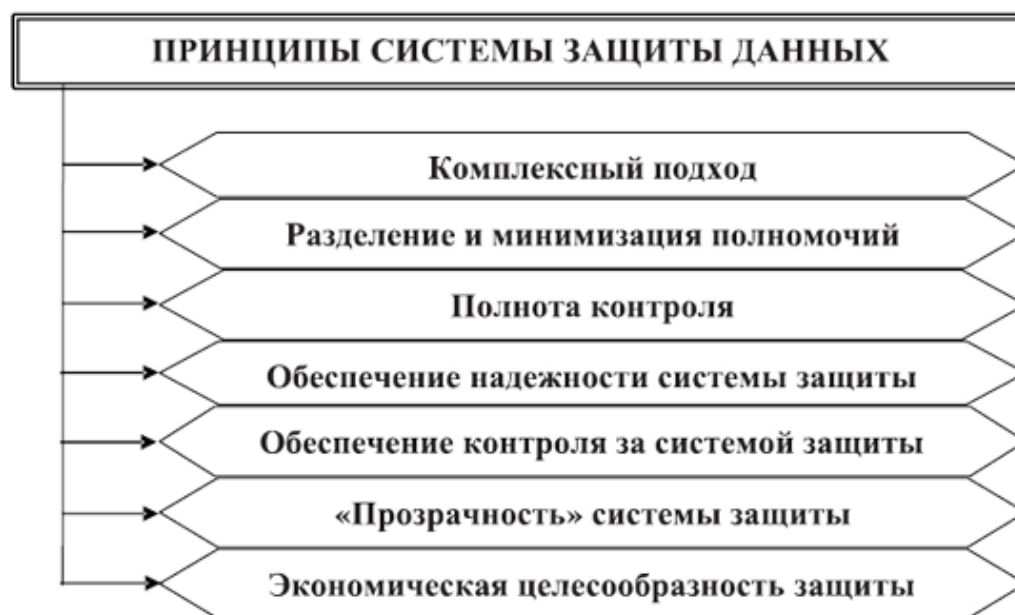 ПРИНЦИПЫ СИСТЕМЫ ЗАЩИТЫ ДАННЫХ
Комплексный подход
Разделение и минимизация полномочий
Полнота контроля
Обеспечение надежности системы защиты
Обеспечение контроля за системой защиты
«Прозрачность» системы защиты
Экономическая целесообразность защиты